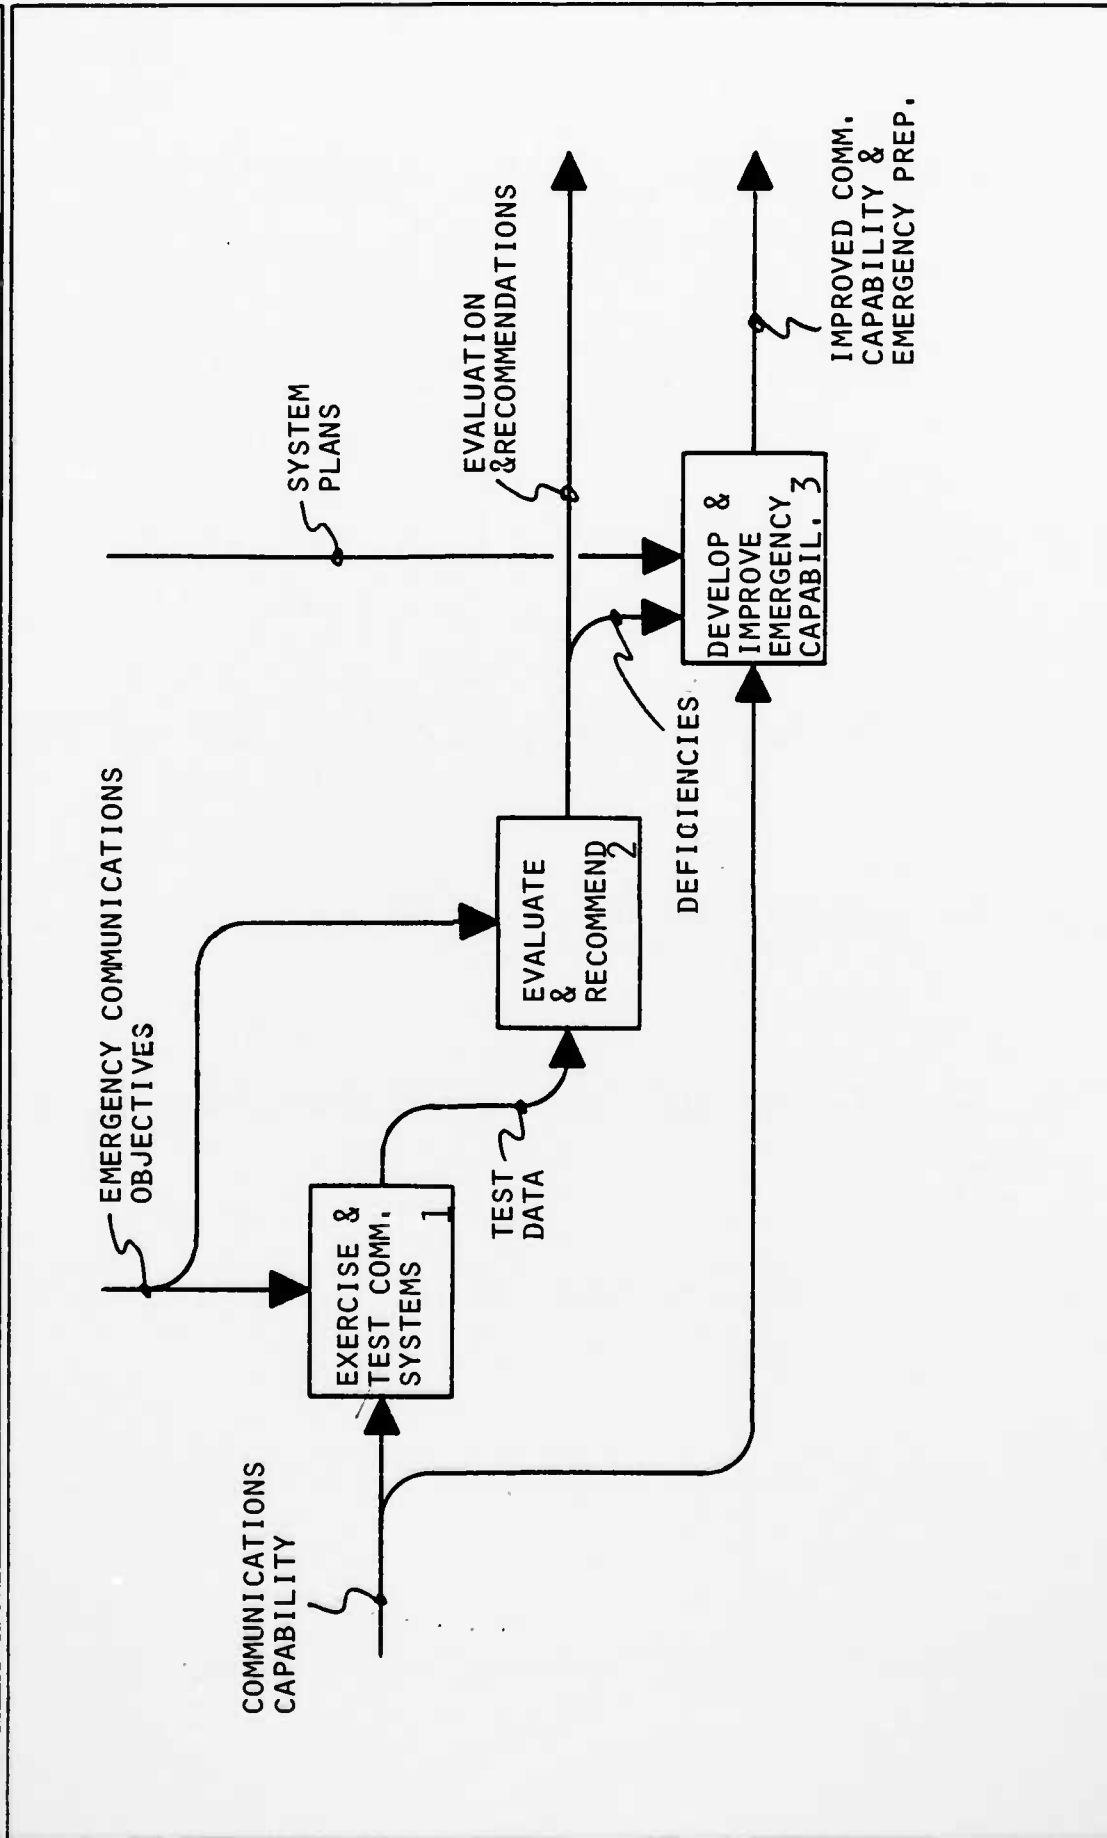 EMERGENCY COMMUNICATIONS
OBJECTIVES
COMMUNICATIONS
CAPABILITY
SYSTEM
PLANS
EXERCISE &
TEST COMM.
SYSTEMS
1
EVALUATION
&RECOMMENDATIONS
TEST
DATA
EVALUATE
&
RECOMMEND
2
DEFICIENCIES
DEVELOP &
IMPROVE
EMERGENCY
CAPABIL. 3
IMPROVED COMM.
CAPABILITY &
EMERGENCY PREP.